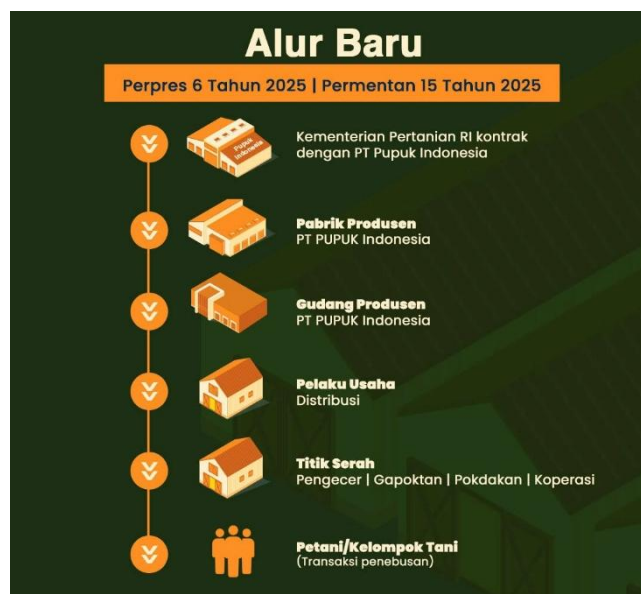 Alur Baru
Perpres 6 Tahun 2025 | Permentan 15 Tahun 2025
Pupuk
Indonesia
Kementerian Pertanian RI kontrak
dengan PT Pupuk Indonesia
Pabrik Produsen
PT PUPUK Indonesia
Gudang Produsen
PT PUPUK Indonesia
Pelaku Usaha
Distribusi
Titik Serah
Pengecer | Gapoktan | Pokdakan | Koperasi
Petani/Kelompok Tani
(Transaksi penebusan)